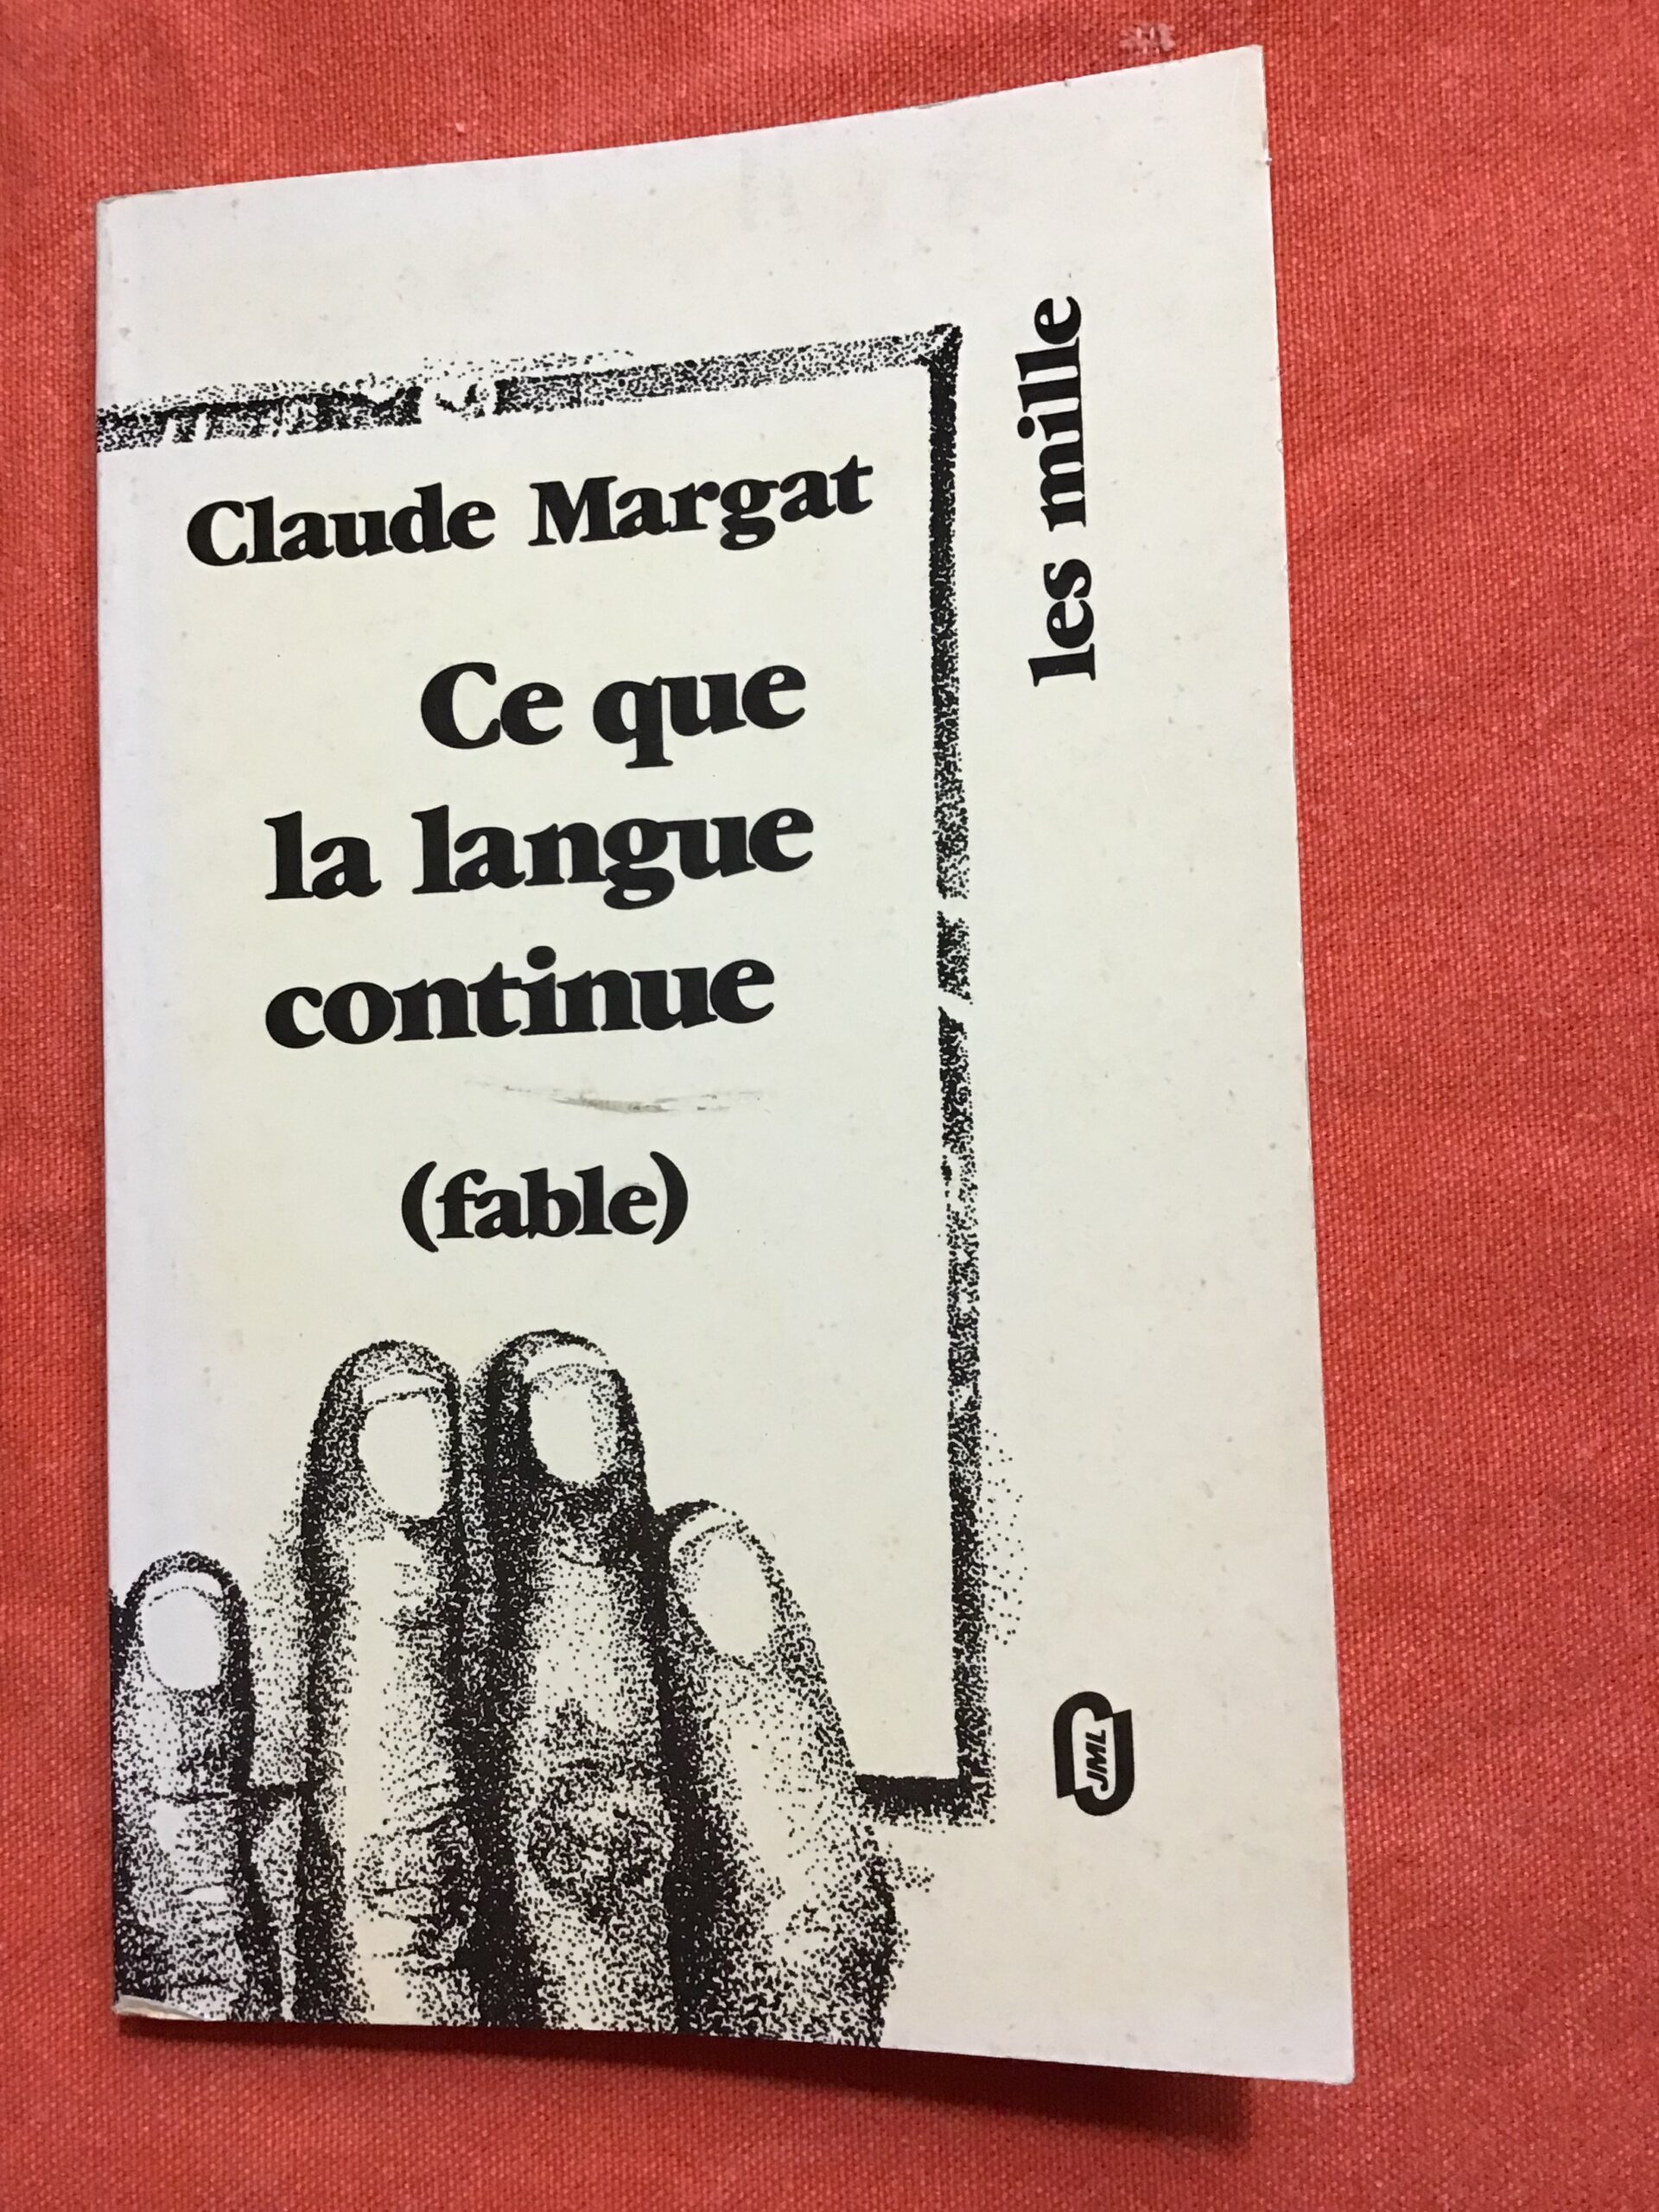 Claude Margat
Ce que
la langue
continue
(fable)
les mille
JML